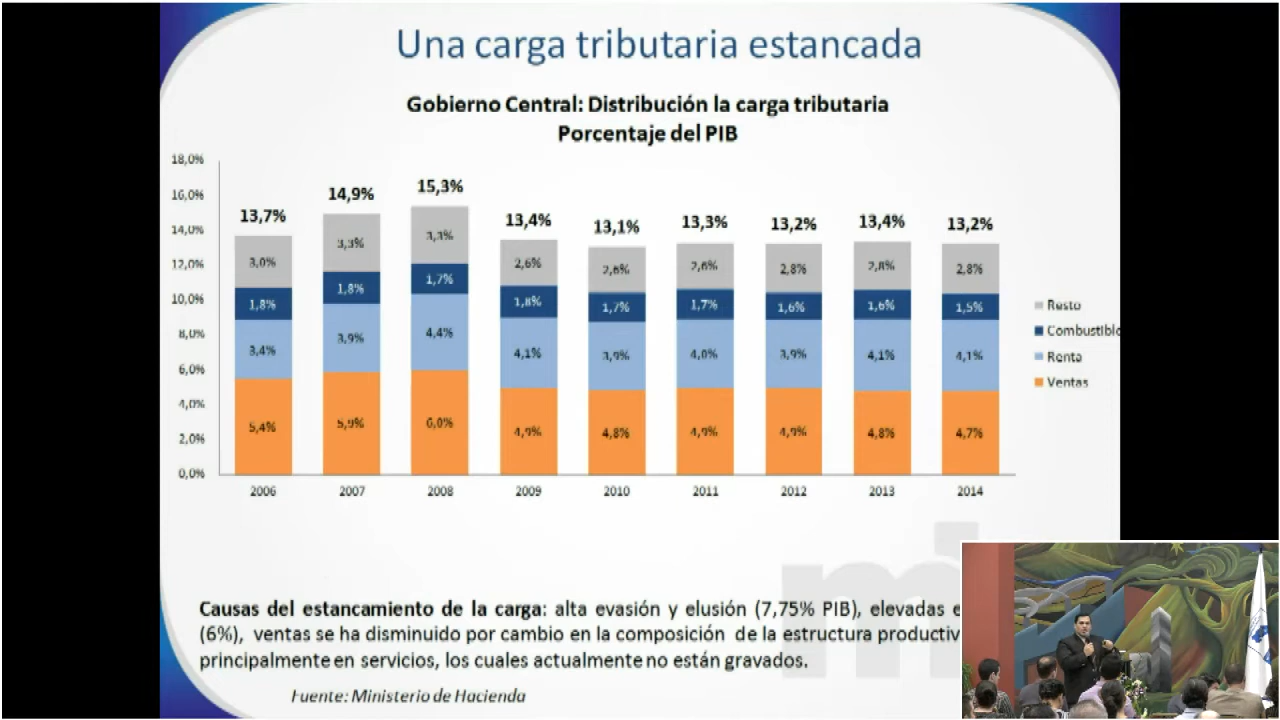 Una carga tributaria estancada
Gobierno Central: Distribución la carga tributaria
Porcentaje del PIB
18,0%
16,0%
14,0%
12,0%
10,0%
8,0%
6,0%
4,0%
2,0%
0,0%
13,7% 14,9% 15,3% 13,4% 13,1% 13,3% 13,2% 13,4% 13,2%
3,0% 3,3% 3,3% 2,6% 2,6% 2,6% 2,8% 2,8% 2,8%
1,8% 1,8% 1,7% 1,8% 1,7% 1,7% 1,6% 1,6% 1,5%
3,4% 3,9% 4,4% 4,1% 3,9% 4,0% 3,9% 4,1% 4,1%
5,4% 5,9% 6,0% 4,9% 4,8% 4,9% 4,9% 4,8% 4,7%
2006 2007 2008 2009 2010 2011 2012 2013 2014
Resto
Combustible
Renta
Ventas
Causas del estancamiento de la carga: alta evasión y elusión (7,75% PIB), elevadas e
(6%), ventas se ha disminuido por cambio en la composición de la estructura productiv
principalmente en servicios, los cuales actualmente no están gravados.
Fuente: Ministerio de Hacienda